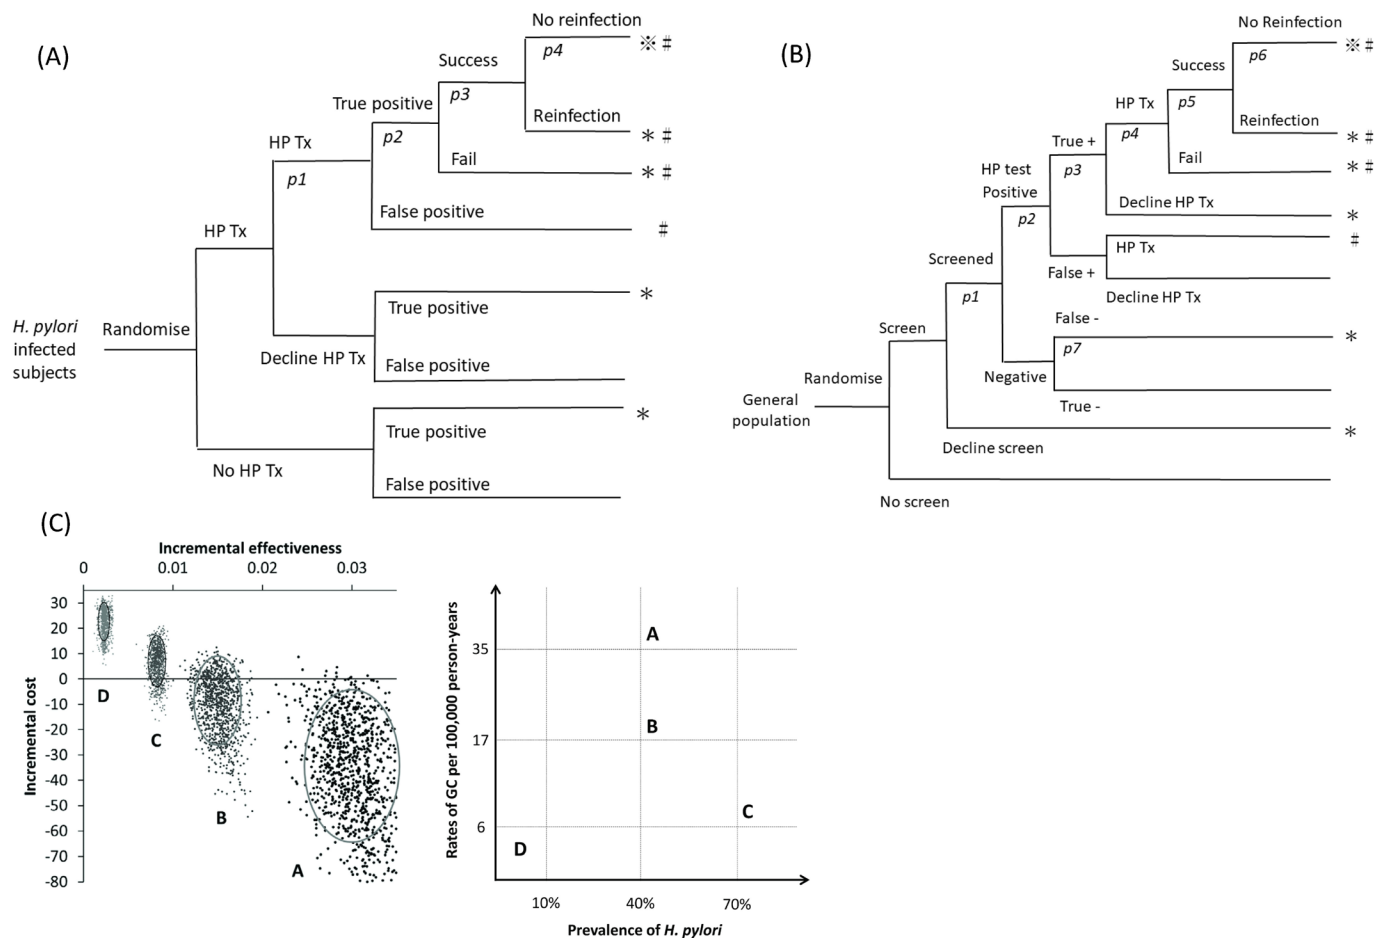 (A)
No reinfection
p4
※ #
Success
p3
Reinfection
* #
True positive
p2
Fail
* #
HP Tx
p1
False positive
#
HP Tx
True positive
*
H. pylori
infected
subjects
Randomise
Decline HP Tx
False positive
True positive
*
No HP Tx
False positive
(B)
No Reinfection
p6
※ #
Success
p5
Reinfection
* #
HP Tx
p4
Fail
* #
True +
p3
Decline HP Tx
*
HP test
Positive
p2
HP Tx
#
False +
Decline HP Tx
Screened
p1
False -
p7
*
Negative
True -
Screen
Randomise
General
population
Decline screen
*
No screen
(C)
Incremental effectiveness
0 0.01 0.02 0.03
Incremental cost
30
20
10
0
-10
-20
-30
-40
-50
-60
-70
-80
D
C
B
A
Rates of GC per 100,000 person-years
35
17
6
A
B
C
D
10% 40% 70%
Prevalence of H. pylori